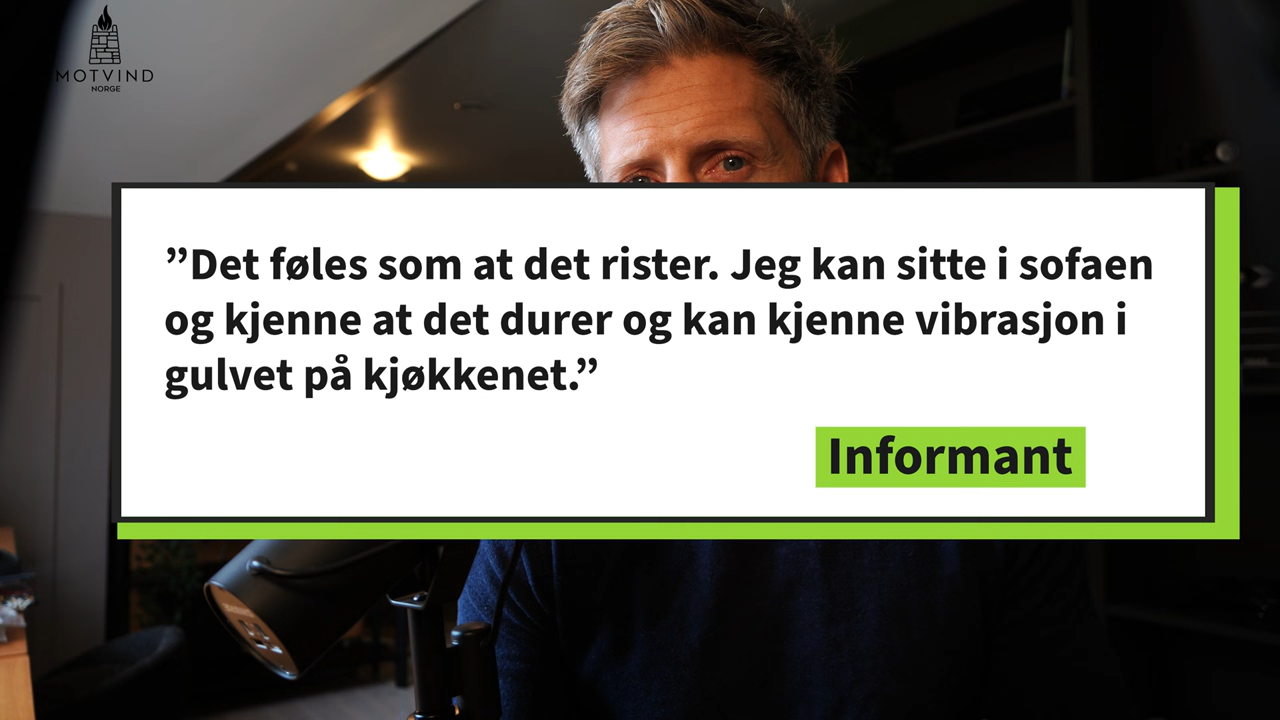 MOTVIND
NORGE
”Det føles som at det rister. Jeg kan sitte i sofaen
og kjenne at det durer og kan kjenne vibrasjon i
gulvet på kjøkkenet.”
Informant